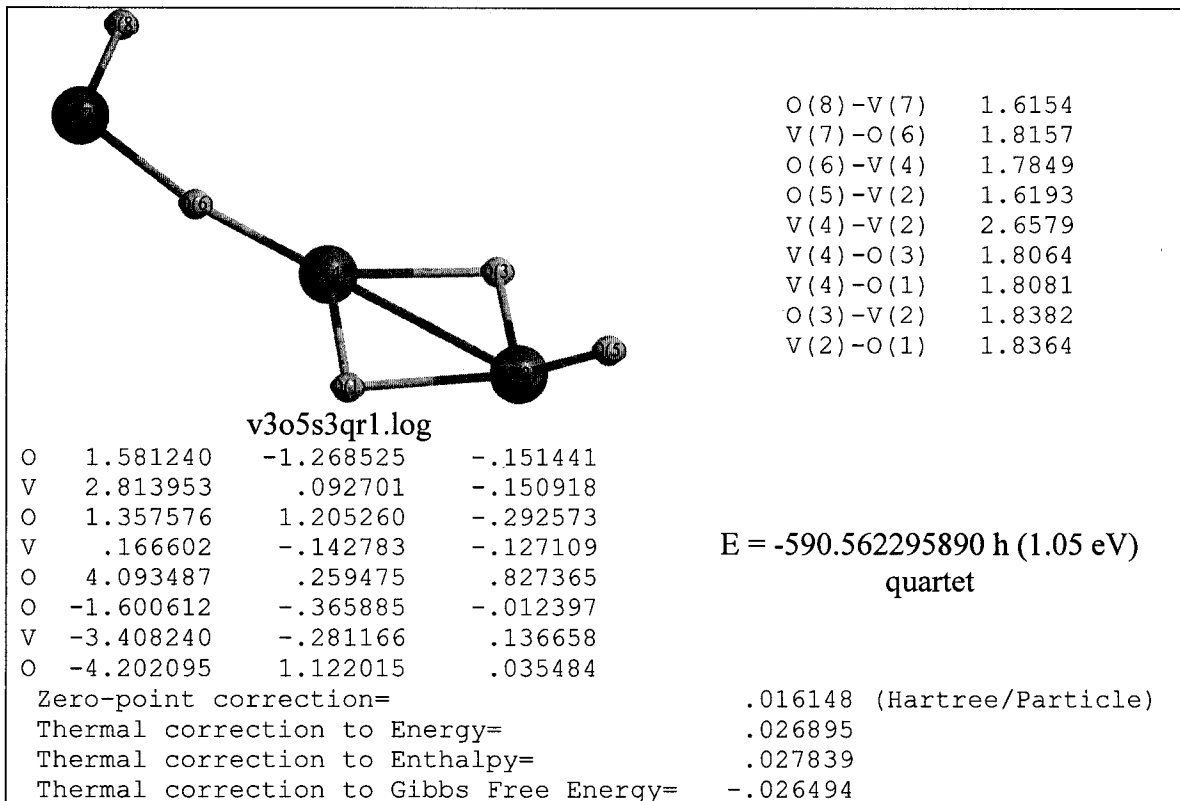 (8)
(6)
(3)
(5)
O(8)-V(7) 1.6154
V(7)-O(6) 1.8157
O(6)-V(4) 1.7849
O(5)-V(2) 1.6193
V(4)-V(2) 2.6579
V(4)-O(3) 1.8064
V(4)-O(1) 1.8081
O(3)-V(2) 1.8382
V(2)-O(1) 1.8364
v3o5s3qr1.log
O 1.581240 -1.268525 -.151441
V 2.813953 .092701 -.150918
O 1.357576 1.205260 -.292573
V .166602 -.142783 -.127109
O 4.093487 .259475 .827365
O -1.600612 -.365885 -.012397
V -3.408240 -.281166 .136658
O -4.202095 1.122015 .035484
E = -590.562295890 h (1.05 eV)
quartet
Zero-point correction= .016148 (Hartree/Particle)
Thermal correction to Energy= .026895
Thermal correction to Enthalpy= .027839
Thermal correction to Gibbs Free Energy= -.026494